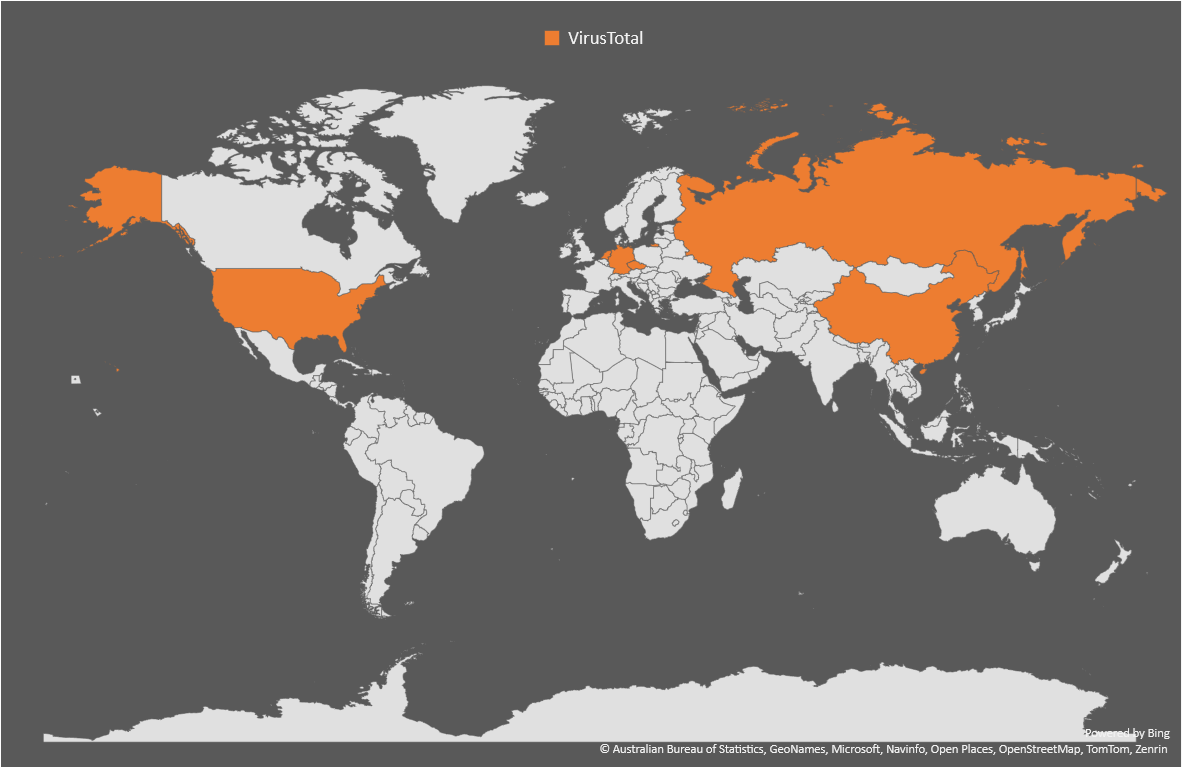 VirusTotal
Powered by Bing
© Australian Bureau of Statistics, GeoNames, Microsoft, Navinfo, Open Places, OpenStreetMap, TomTom, Zenrin